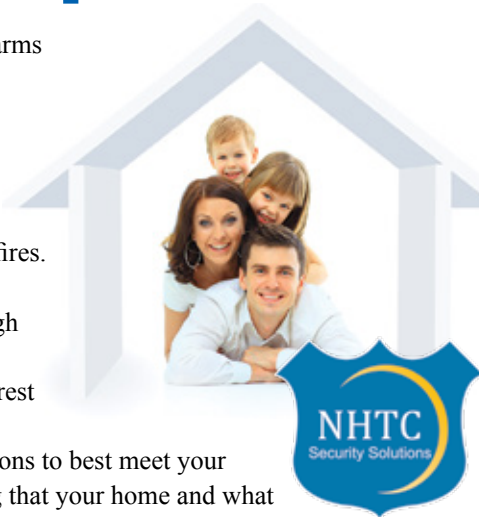 arms
fires.
gh
rest
NHTC
Security Solutions
ons to best meet your
g that your home and what